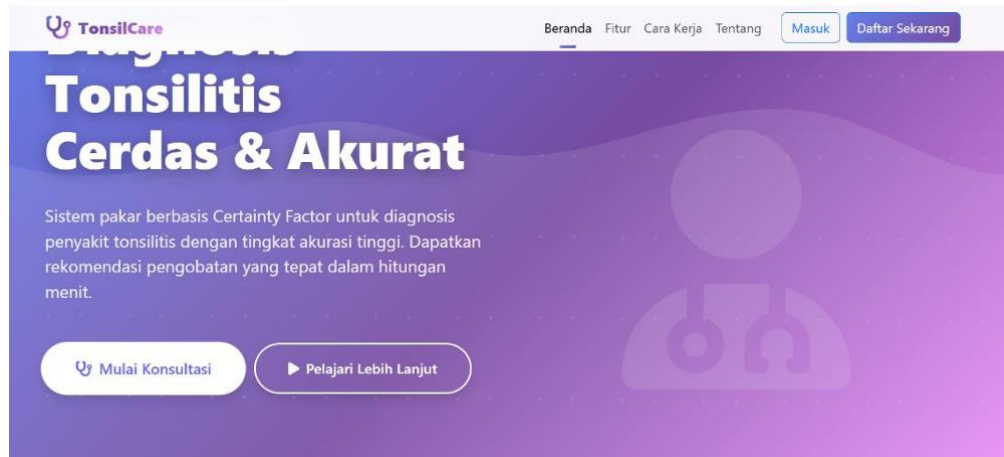 TonsilCare
Beranda Fitur Cara Kerja Tentang Masuk Daftar Sekarang
Diagnosis
Tonsilitis
Cerdas & Akurat
Sistem pakar berbasis Certainty Factor untuk diagnosis
penyakit tonsilitis dengan tingkat akurasi tinggi. Dapatkan
rekomendasi pengobatan yang tepat dalam hitungan
menit.
Mulai Konsultasi
Pelajari Lebih Lanjut